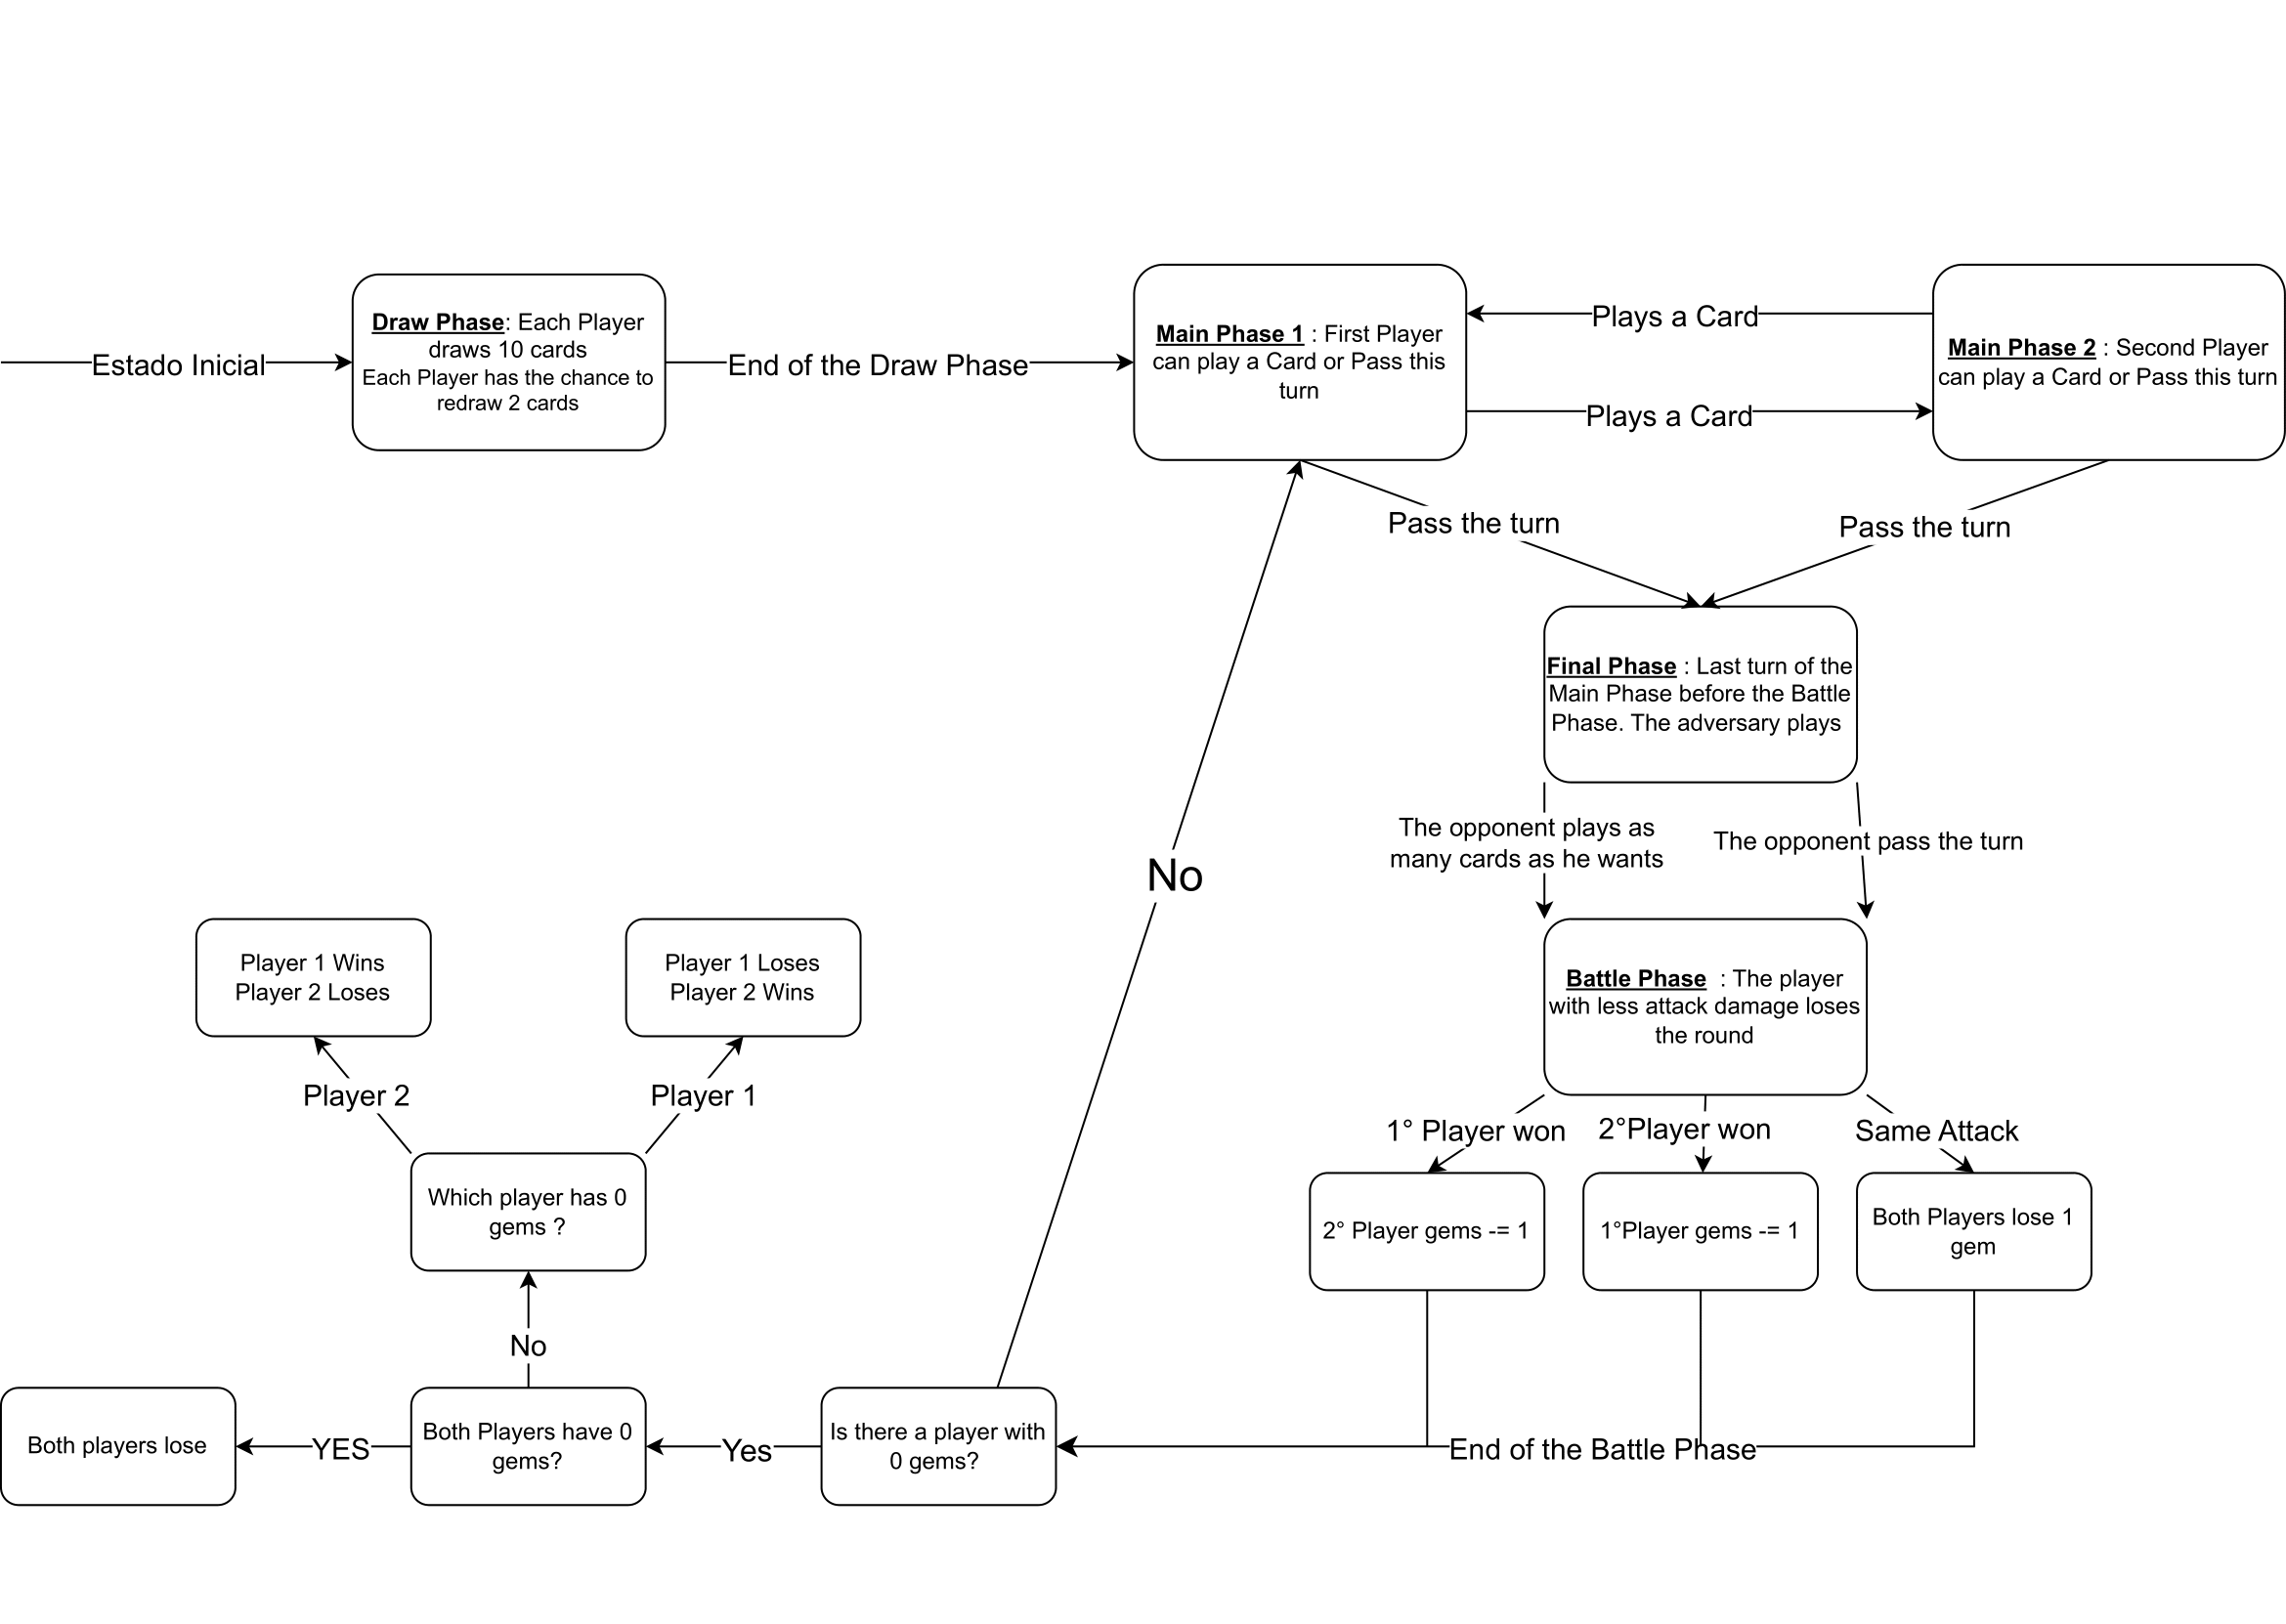 Estado Inicial
Draw Phase: Each Player
draws 10 cards
Each Player has the chance to
redraw 2 cards
End of the Draw Phase
Main Phase 1 : First Player
can play a Card or Pass this
turn
Plays a Card
Plays a Card
Main Phase 2 : Second Player
can play a Card or Pass this turn
Pass the turn
Pass the turn
Final Phase : Last turn of the
Main Phase before the Battle
Phase. The adversary plays
The opponent plays as
many cards as he wants
The opponent pass the turn
No
Battle Phase : The player
with less attack damage loses
the round
1° Player won
2°Player won
Same Attack
2° Player gems -= 1
1°Player gems -= 1
Both Players lose 1
gem
End of the Battle Phase
Is there a player with
0 gems?
Yes
Both Players have 0
gems?
YES
Both players lose
No
Which player has 0
gems ?
Player 2
Player 1
Player 1 Wins
Player 2 Loses
Player 1 Loses
Player 2 Wins